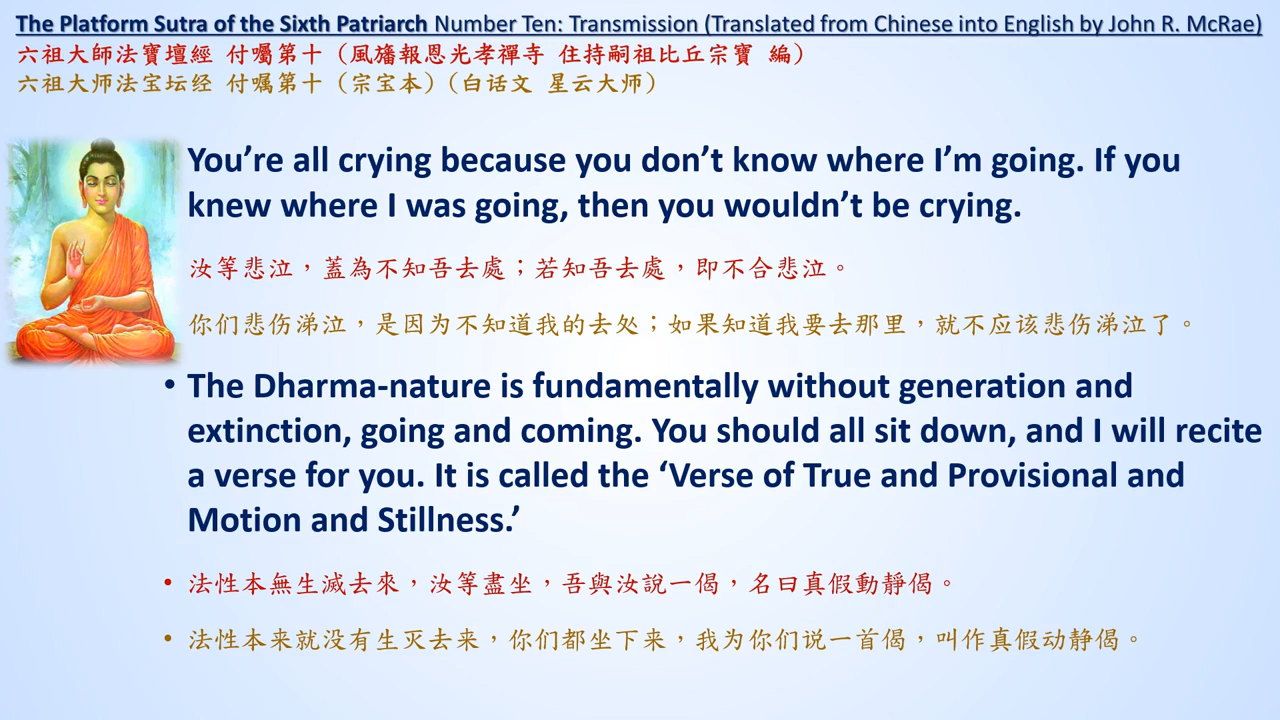 The Platform Sutra of the Sixth Patriarch Number Ten: Transmission (Translated from Chinese into English by John R. McRae)
六祖大師法寶壇經 付囑第十（風旛報恩光孝禪寺 住持嗣祖比丘宗寶 編）
六祖大师法宝坛经 付嘱第十（宗宝本）（白话文 星云大师）
You’re all crying because you don’t know where I’m going. If you
knew where I was going, then you wouldn’t be crying.
汝等悲泣，蓋為不知吾去處；若知吾去處，即不合悲泣。
你们悲伤涕泣，是因为不知道我的去处；如果知道我要去那里，就不应该悲伤涕泣了。
• The Dharma-nature is fundamentally without generation and
extinction, going and coming. You should all sit down, and I will recite
a verse for you. It is called the ‘Verse of True and Provisional and
Motion and Stillness.’
• 法性本無生滅去來，汝等盡坐，吾與汝說一偈，名曰真假動靜偈。
• 法性本来就没有生灭去来，你们都坐下来，我为你们说一首偈，叫作真假动静偈。